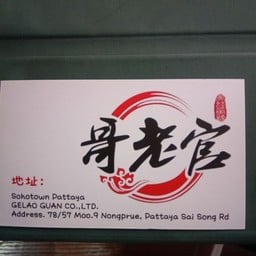 哥老官
地址：
Sohotown Pattaya
GELAO GUAN CO.,LTD.
Address. 78/57 Moo.9 Nongprue, Pattaya Sai Song Rd